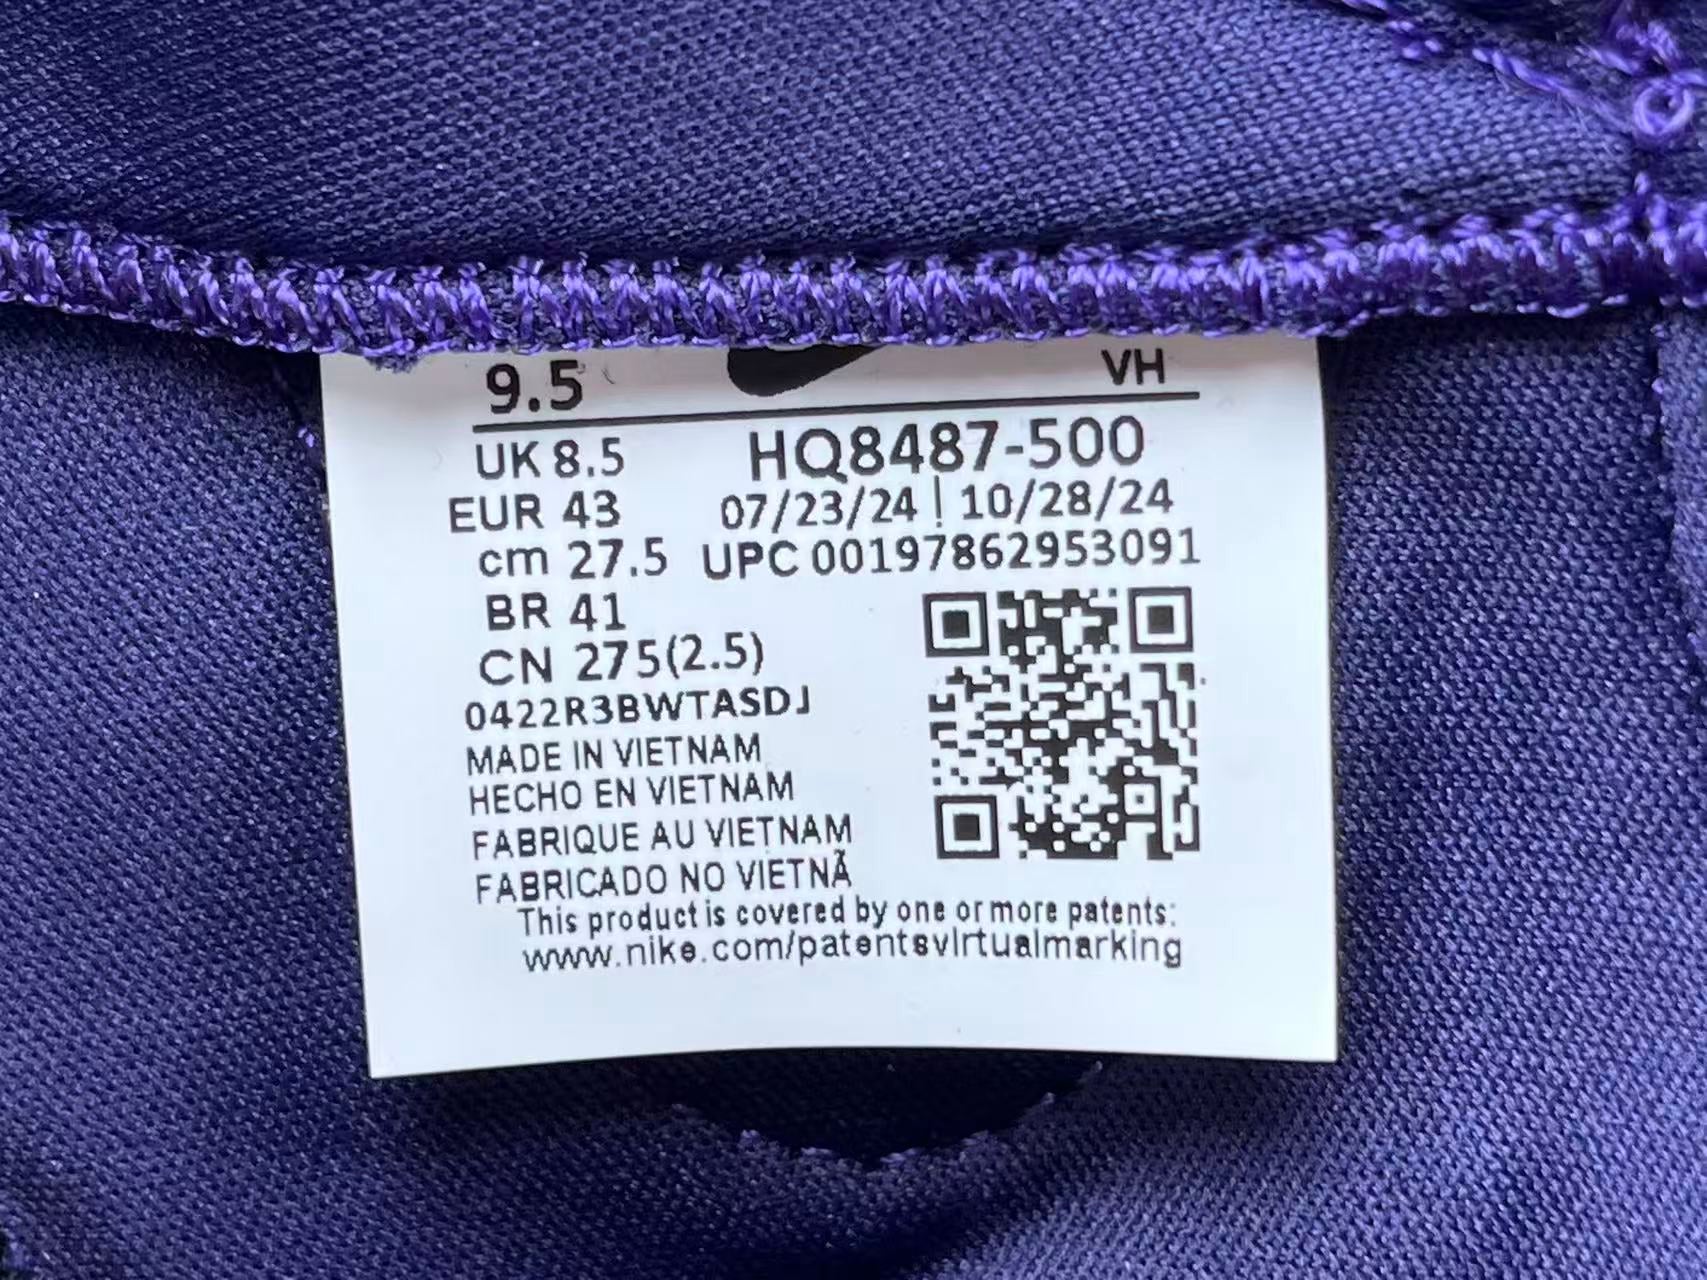 9.5 VH
UK 8.5 HQ8487-500
EUR 43 07/23/24 | 10/28/24
cm 27.5 UPC 00197862953091
BR 41
CN 275(2.5)
0422R3BWTASDJ
MADE IN VIETNAM
HECHO EN VIETNAM
FABRIQUE AU VIETNAM
FABRICADO NO VIETNÃ
This product is covered by one or more patents:
www.nike.com/patentsvirtualmarking